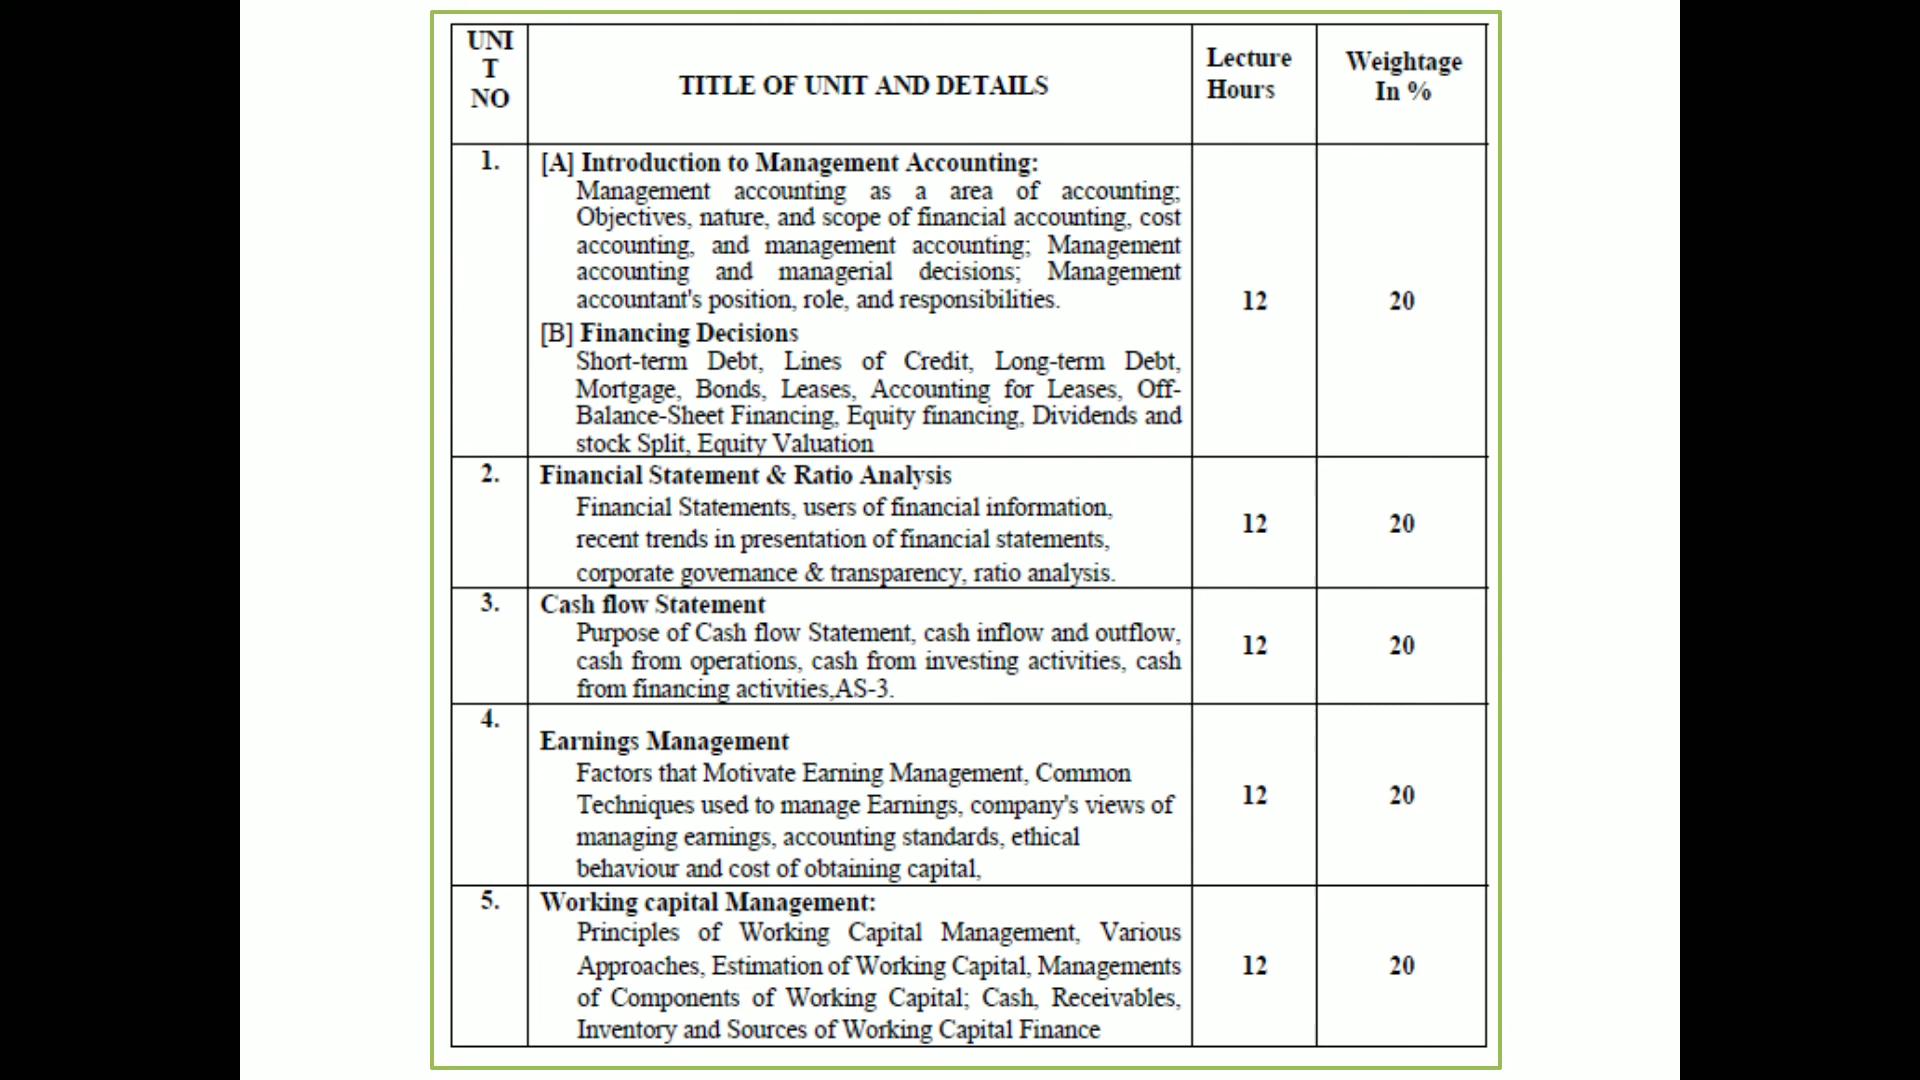 UNI
T
NO
TITLE OF UNIT AND DETAILS
Lecture
Hours
Weightage
In %
1.
[A] Introduction to Management Accounting:
Management accounting as a area of accounting;
Objectives, nature, and scope of financial accounting, cost
accounting, and management accounting; Management
accounting and managerial decisions; Management
accountant's position, role, and responsibilities.
[B] Financing Decisions
Short-term Debt, Lines of Credit, Long-term Debt,
Mortgage, Bonds, Leases, Accounting for Leases, Off-
Balance-Sheet Financing, Equity financing, Dividends and
stock Split, Equity Valuation
12
20
2.
Financial Statement & Ratio Analysis
Financial Statements, users of financial information,
recent trends in presentation of financial statements,
corporate governance & transparency, ratio analysis.
12
20
3.
Cash flow Statement
Purpose of Cash flow Statement, cash inflow and outflow,
cash from operations, cash from investing activities, cash
from financing activities,AS-3.
12
20
4.
Earnings Management
Factors that Motivate Earning Management, Common
Techniques used to manage Earnings, company's views of
managing earnings, accounting standards, ethical
behaviour and cost of obtaining capital,
12
20
5.
Working capital Management:
Principles of Working Capital Management, Various
Approaches, Estimation of Working Capital, Managements
of Components of Working Capital; Cash, Receivables,
Inventory and Sources of Working Capital Finance
12
20